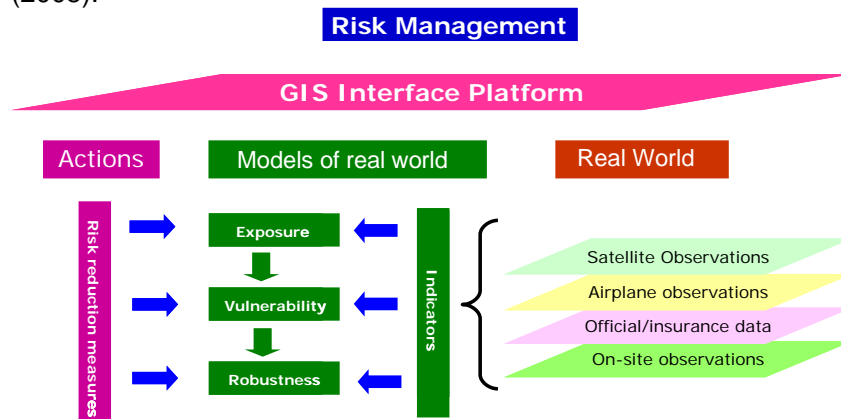 (2008).
Risk Management
GIS Interface Platform
Actions
Models of real world
Real World
Risk reduction measures
Exposure
Vulnerability
Robustness
Indicators
Satellite Observations
Airplane observations
Official/insurance data
On-site observations